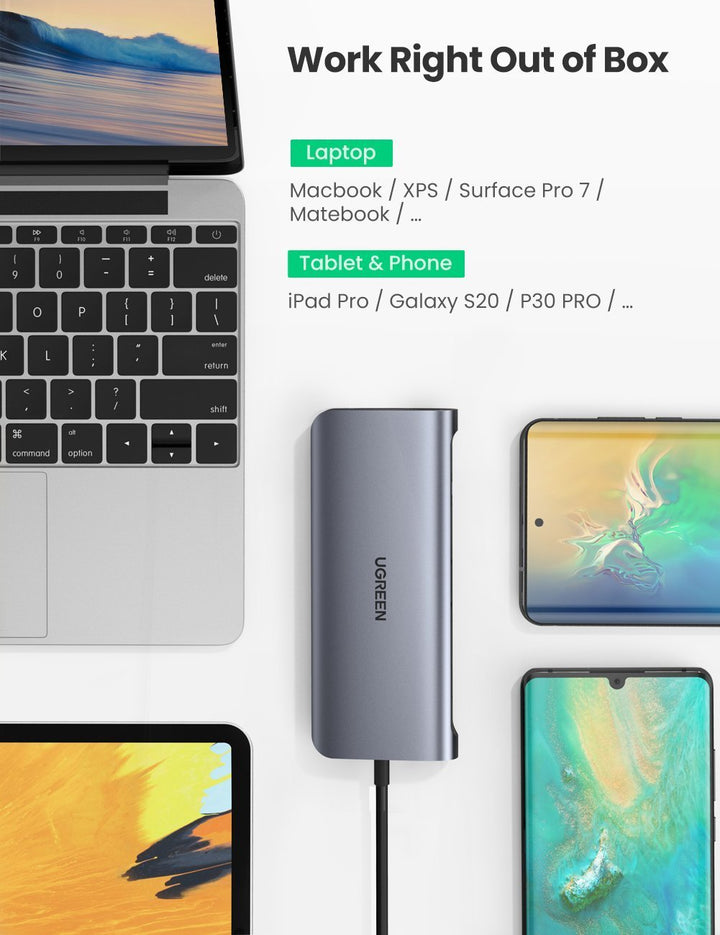 Work Right Out of Box
Laptop
Macbook / XPS / Surface Pro 7 /
Matebook / ...
Tablet & Phone
iPad Pro / Galaxy S20 / P30 PRO / ...
F9 F10 F11 F12
( 9 ) 0 _ - + = delete
O P { [ } ] | \
K L : ; " ' enter return
< , > . ? / shift
⌘ command alt option ◄ ▲ ▼ ►
UGREEN